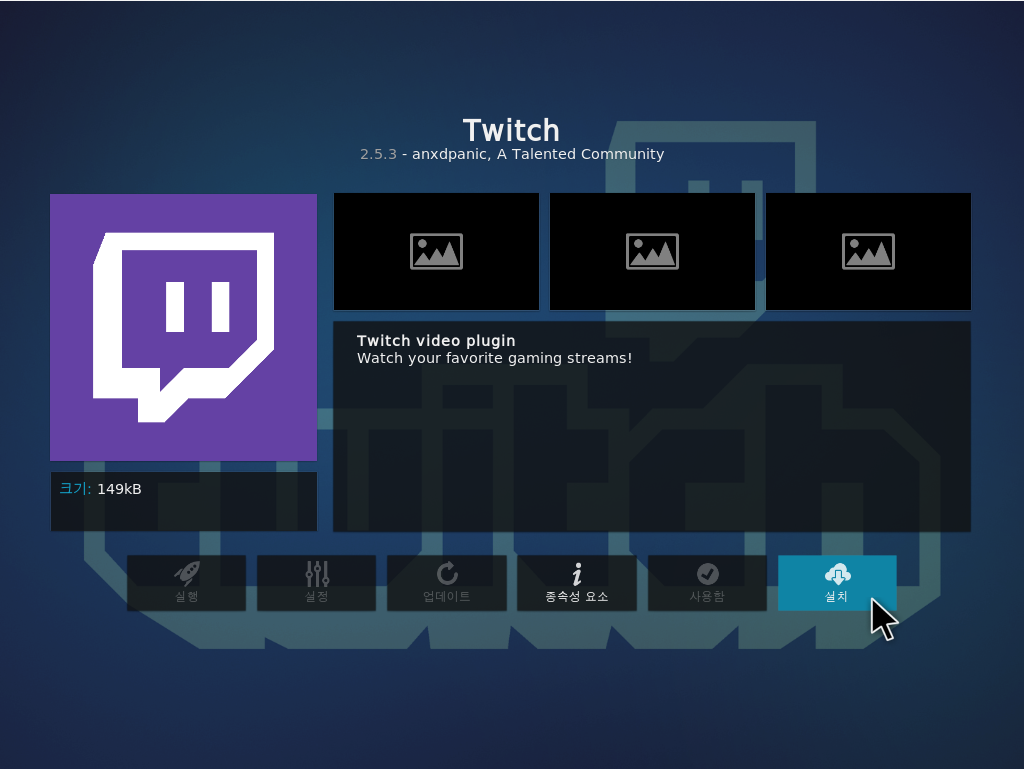 Twitch
2.5.3 - anxdpanic, A Talented Community
Twitch video plugin
Watch your favorite gaming streams!
크기: 149kB
실행
설정
업데이트
종속성 요소
사용함
설치
twitch